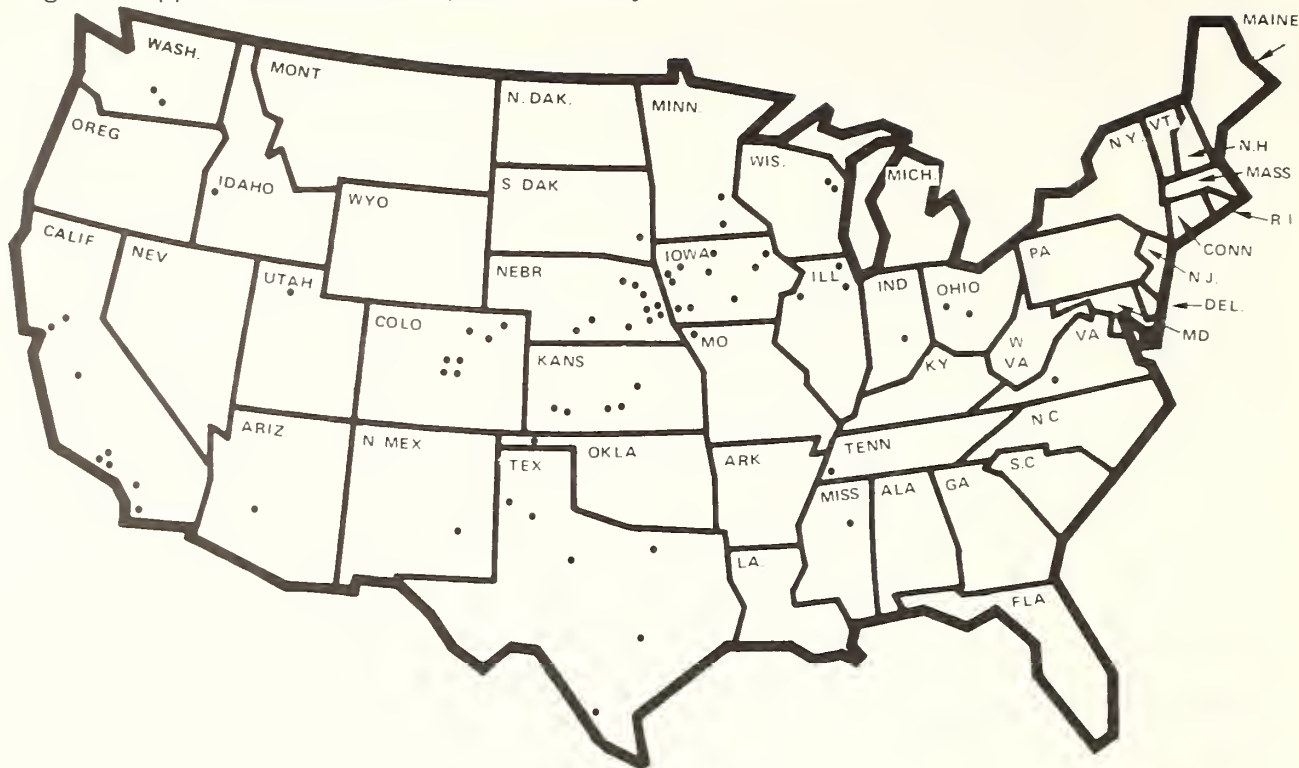 MAINE
WASH.
MONT
N. DAK.
MINN.
OREG
N.Y.
VT.
N.H
WIS.
MASS
IDAHO
S DAK
MICH.
WYO
R I
CALIF
NEV
IOWA
PA
CONN
UTAH
NEBR
ILL
IND
OHIO
N.J.
DEL.
COLO
VA
MD
MO
W
VA
KANS
KY
ARIZ
N MEX
N C
OKLA
ARK
TENN
TEX
S.C
MISS
ALA
GA
LA.
FLA